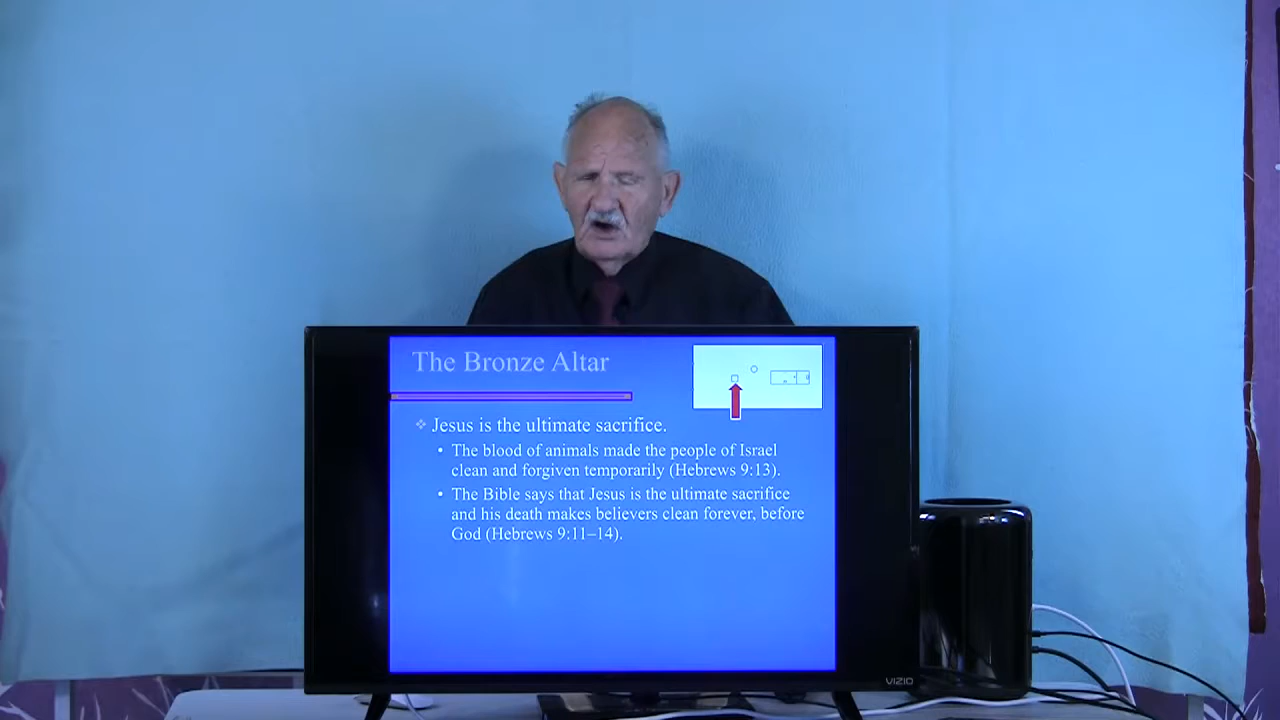 The Bronze Altar
Jesus is the ultimate sacrifice.
The blood of animals made the people of Israel
clean and forgiven temporarily (Hebrews 9:13).
The Bible says that Jesus is the ultimate sacrifice
and his death makes believers clean forever, before
God (Hebrews 9:11–14).
VIZIO